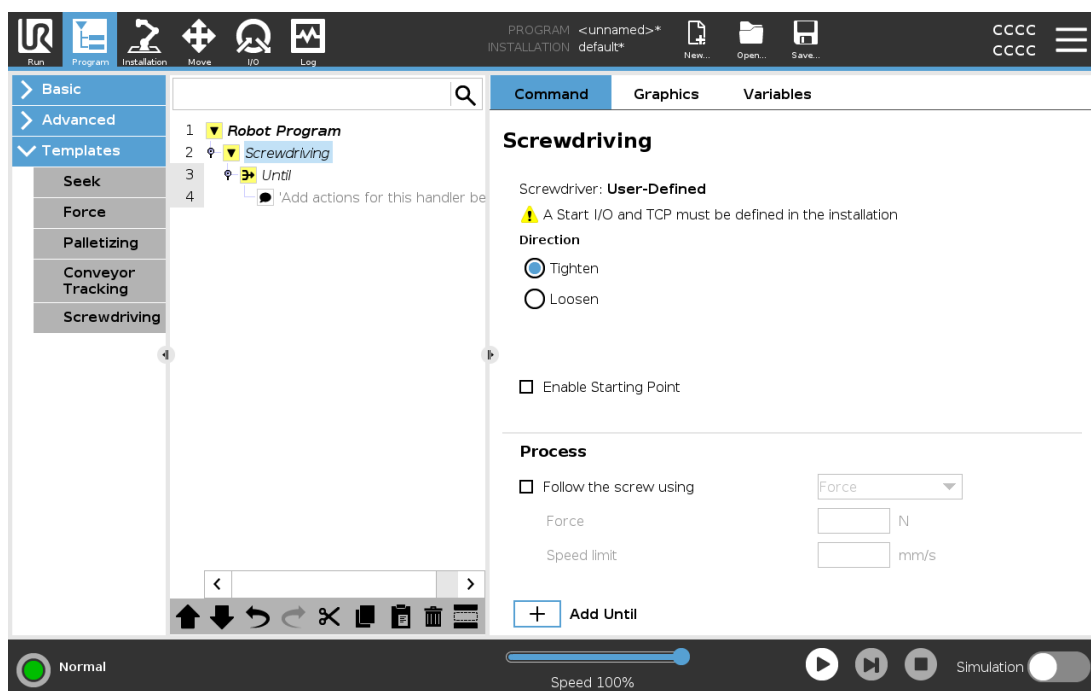 PROGRAM <unnamed>*
INSTALLATION default*
CCCC
CCCC
Run
Program
Installation
Move
I/O
Log
New...
Open...
Save...
Basic
Advanced
Templates
Seek
Force
Palletizing
Conveyor
Tracking
Screwdriving
1 Robot Program
2 Screwdriving
3 Until
4 'Add actions for this handler be
Command Graphics Variables
Screwdriving
Screwdriver: User-Defined
A Start I/O and TCP must be defined in the installation
Direction
Tighten
Loosen
Enable Starting Point
Process
Follow the screw using Force
Force N
Speed limit mm/s
+ Add Until
Normal
Speed 100%
Simulation